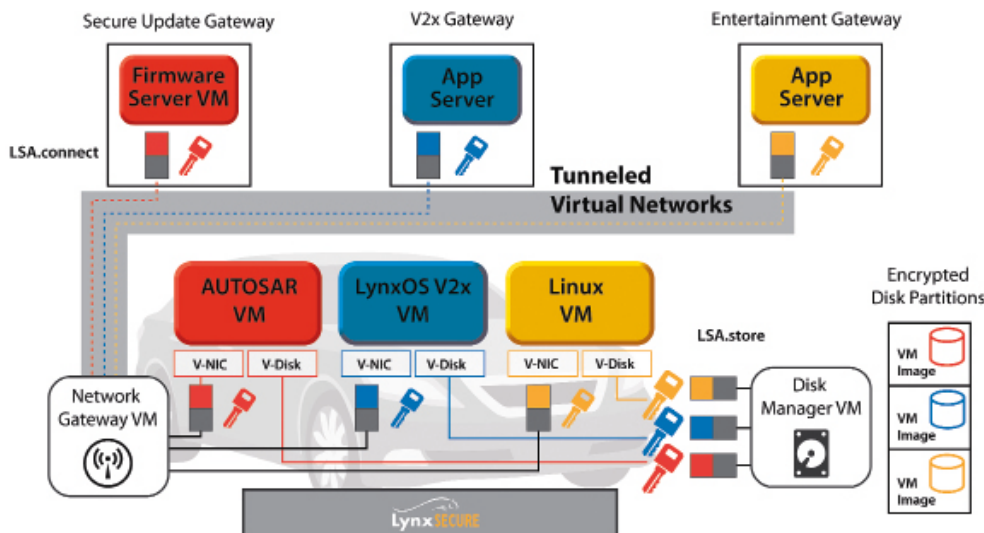 Secure Update Gateway
V2x Gateway
Entertainment Gateway
Firmware
Server VM
App
Server
App
Server
LSA.connect
Tunneled
Virtual Networks
AUTOSAR
VM
LynxOS V2x
VM
Linux
VM
Encrypted
Disk Partitions
LSA.store
V-NIC
V-Disk
V-NIC
V-Disk
V-NIC
V-Disk
VM
Image
Network
Gateway VM
Disk
Manager VM
VM
Image
VM
Image
LynxSECURE